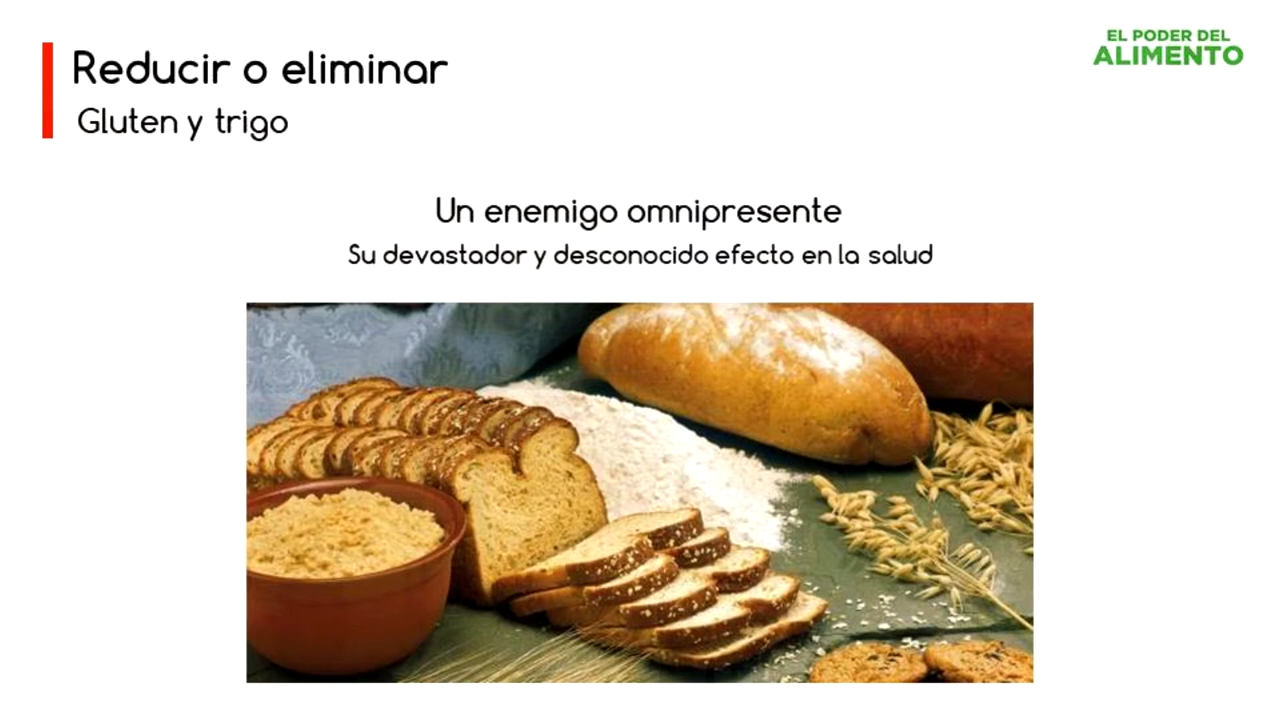 Reducir o eliminar
Gluten y trigo
EL PODER DEL
ALIMENTO
Un enemigo omnipresente
Su devastador y desconocido efecto en la salud